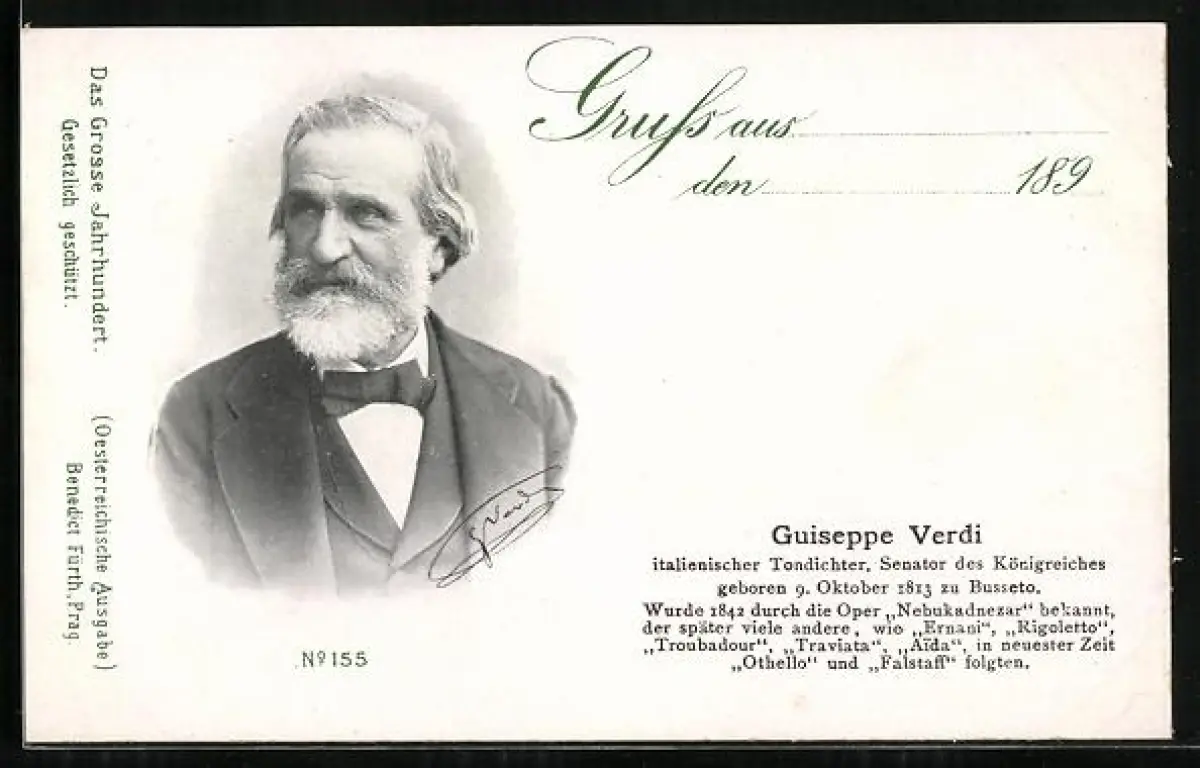 Gruss aus
den 189
Das Grosse Jahrhundert. (Oesterreichische Ausgabe)
Gesetzlich geschützt. Benedict Fürth, Prag.
G Verdi
Nº 155
Guiseppe Verdi
italienischer Tondichter, Senator des Königreiches
geboren 9. Oktober 1813 zu Busseto.
Wurde 1842 durch die Oper „Nebukadnezar“ bekannt,
der später viele andere, wie „Ernani“, „Rigoletto“,
„Troubadour“, „Traviata“, „Aïda“, in neuester Zeit
„Othello“ und „Falstaff“ folgten.